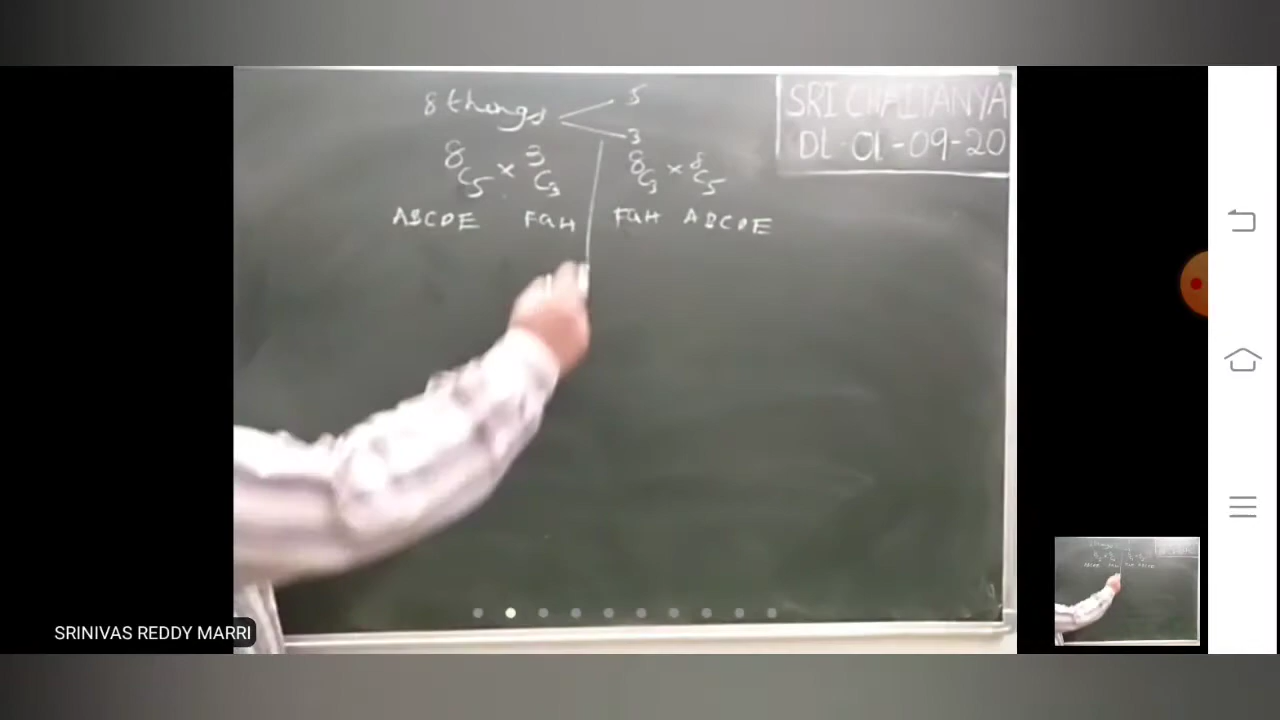 8 things 5
3
8C5 × 3C3 8C3 × 8C5
ABCDE FGH FGH ABCDE
SRI CHAITANYA
DL-01-09-20
SRINIVAS REDDY MARRI